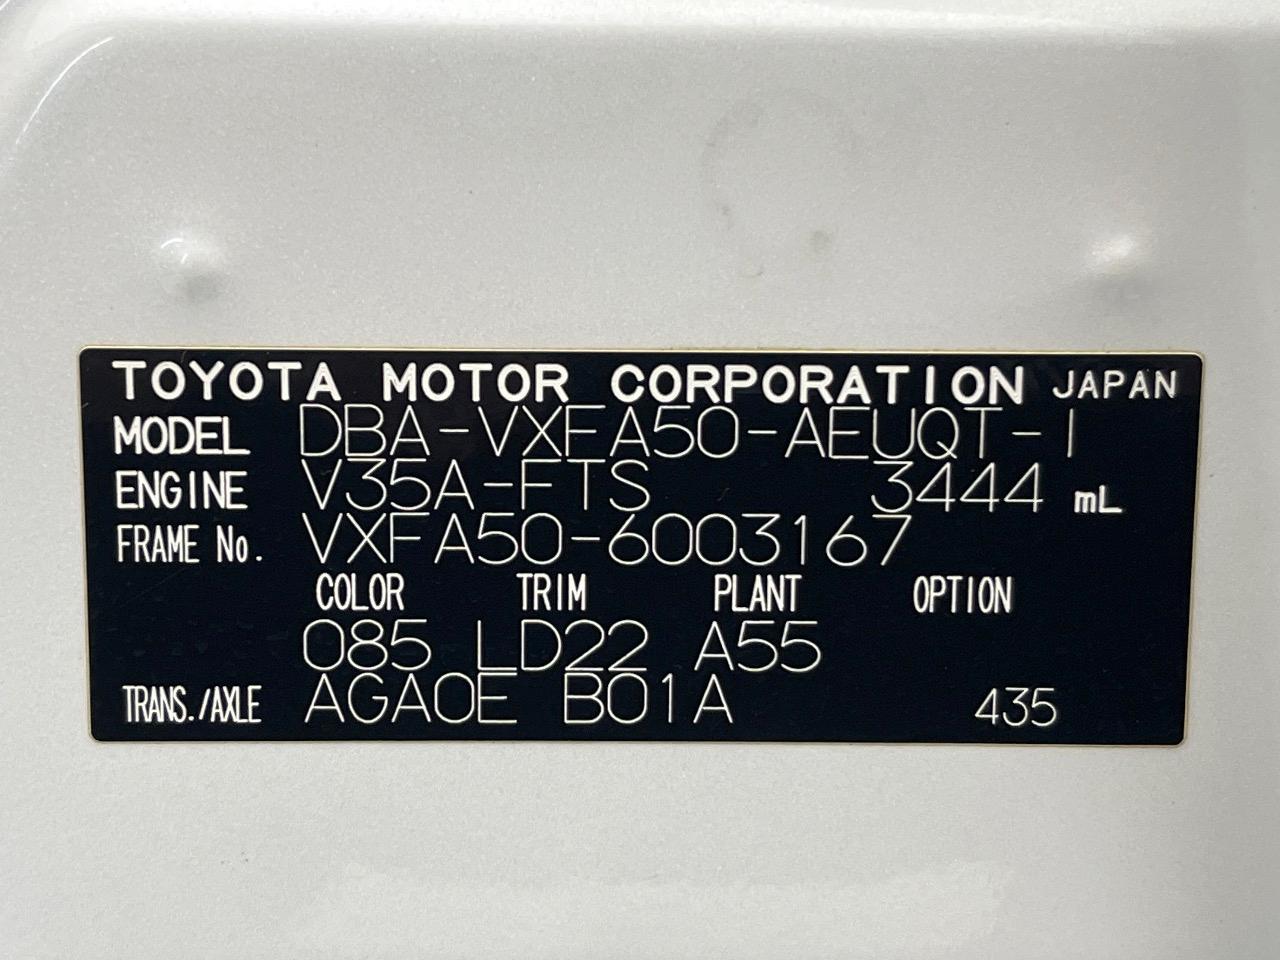 TOYOTA MOTOR CORPORATION JAPAN
MODEL DBA-VXFA50-AEUQT-I
ENGINE V35A-FTS 3444 mL
FRAME No. VXFA50-6003167
COLOR TRIM PLANT OPTION
085 LD22 A55
TRANS./AXLE AGA0E B01A 435